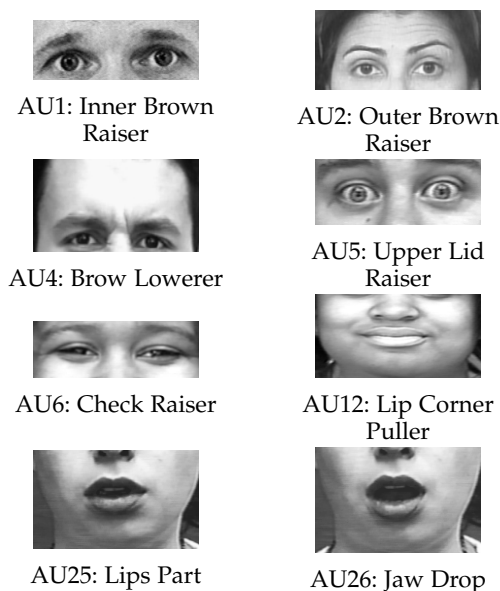 AU1: Inner Brown
Raiser
AU2: Outer Brown
Raiser
AU4: Brow Lowerer
AU5: Upper Lid
Raiser
AU6: Check Raiser
AU12: Lip Corner
Puller
AU25: Lips Part
AU26: Jaw Drop